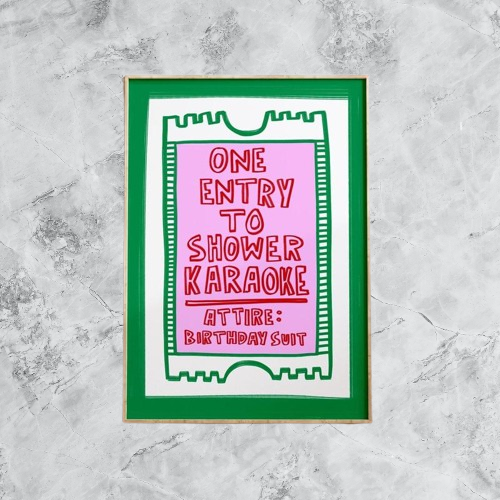 ONE
ENTRY
TO
SHOWER
KARAOKE
ATTIRE:
BIRTHDAY SUIT